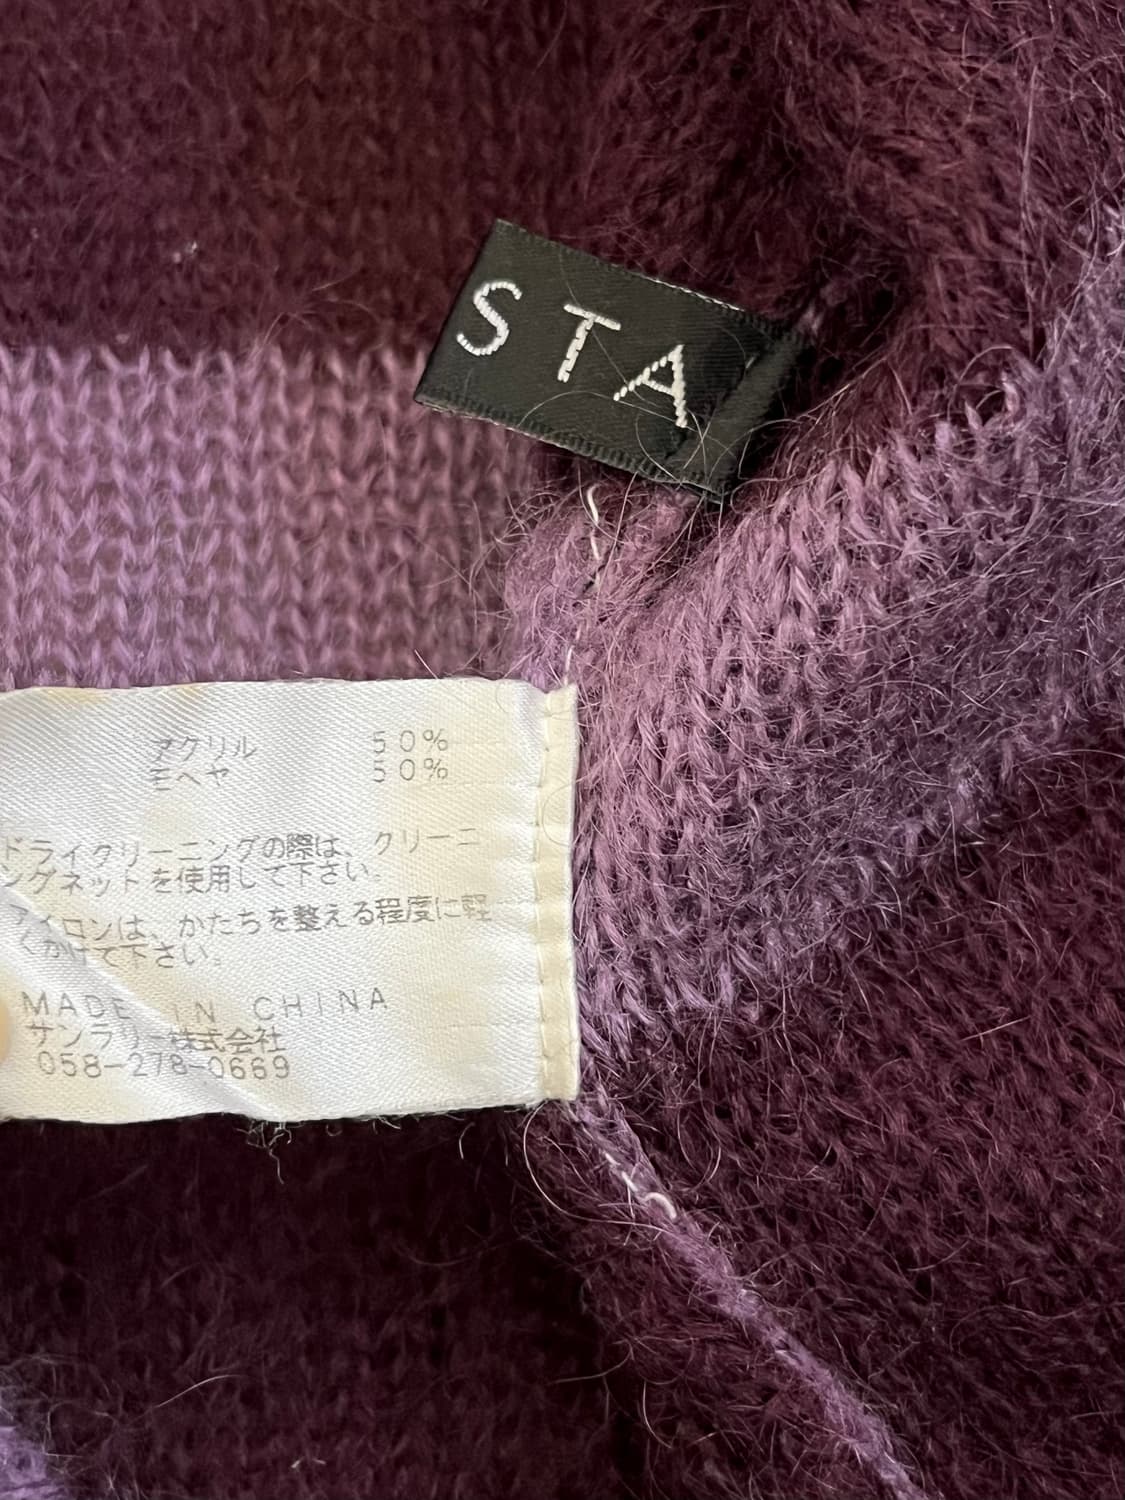 STA
アクリル 50%
モヘヤ 50%
ドライクリーニングの際は、クリーニ
ングネットを使用して下さい.
アイロンは、かたちを整える程度に軽
くかけて下さい.
MADE IN CHINA
サンラリー株式会社
058-278-0669